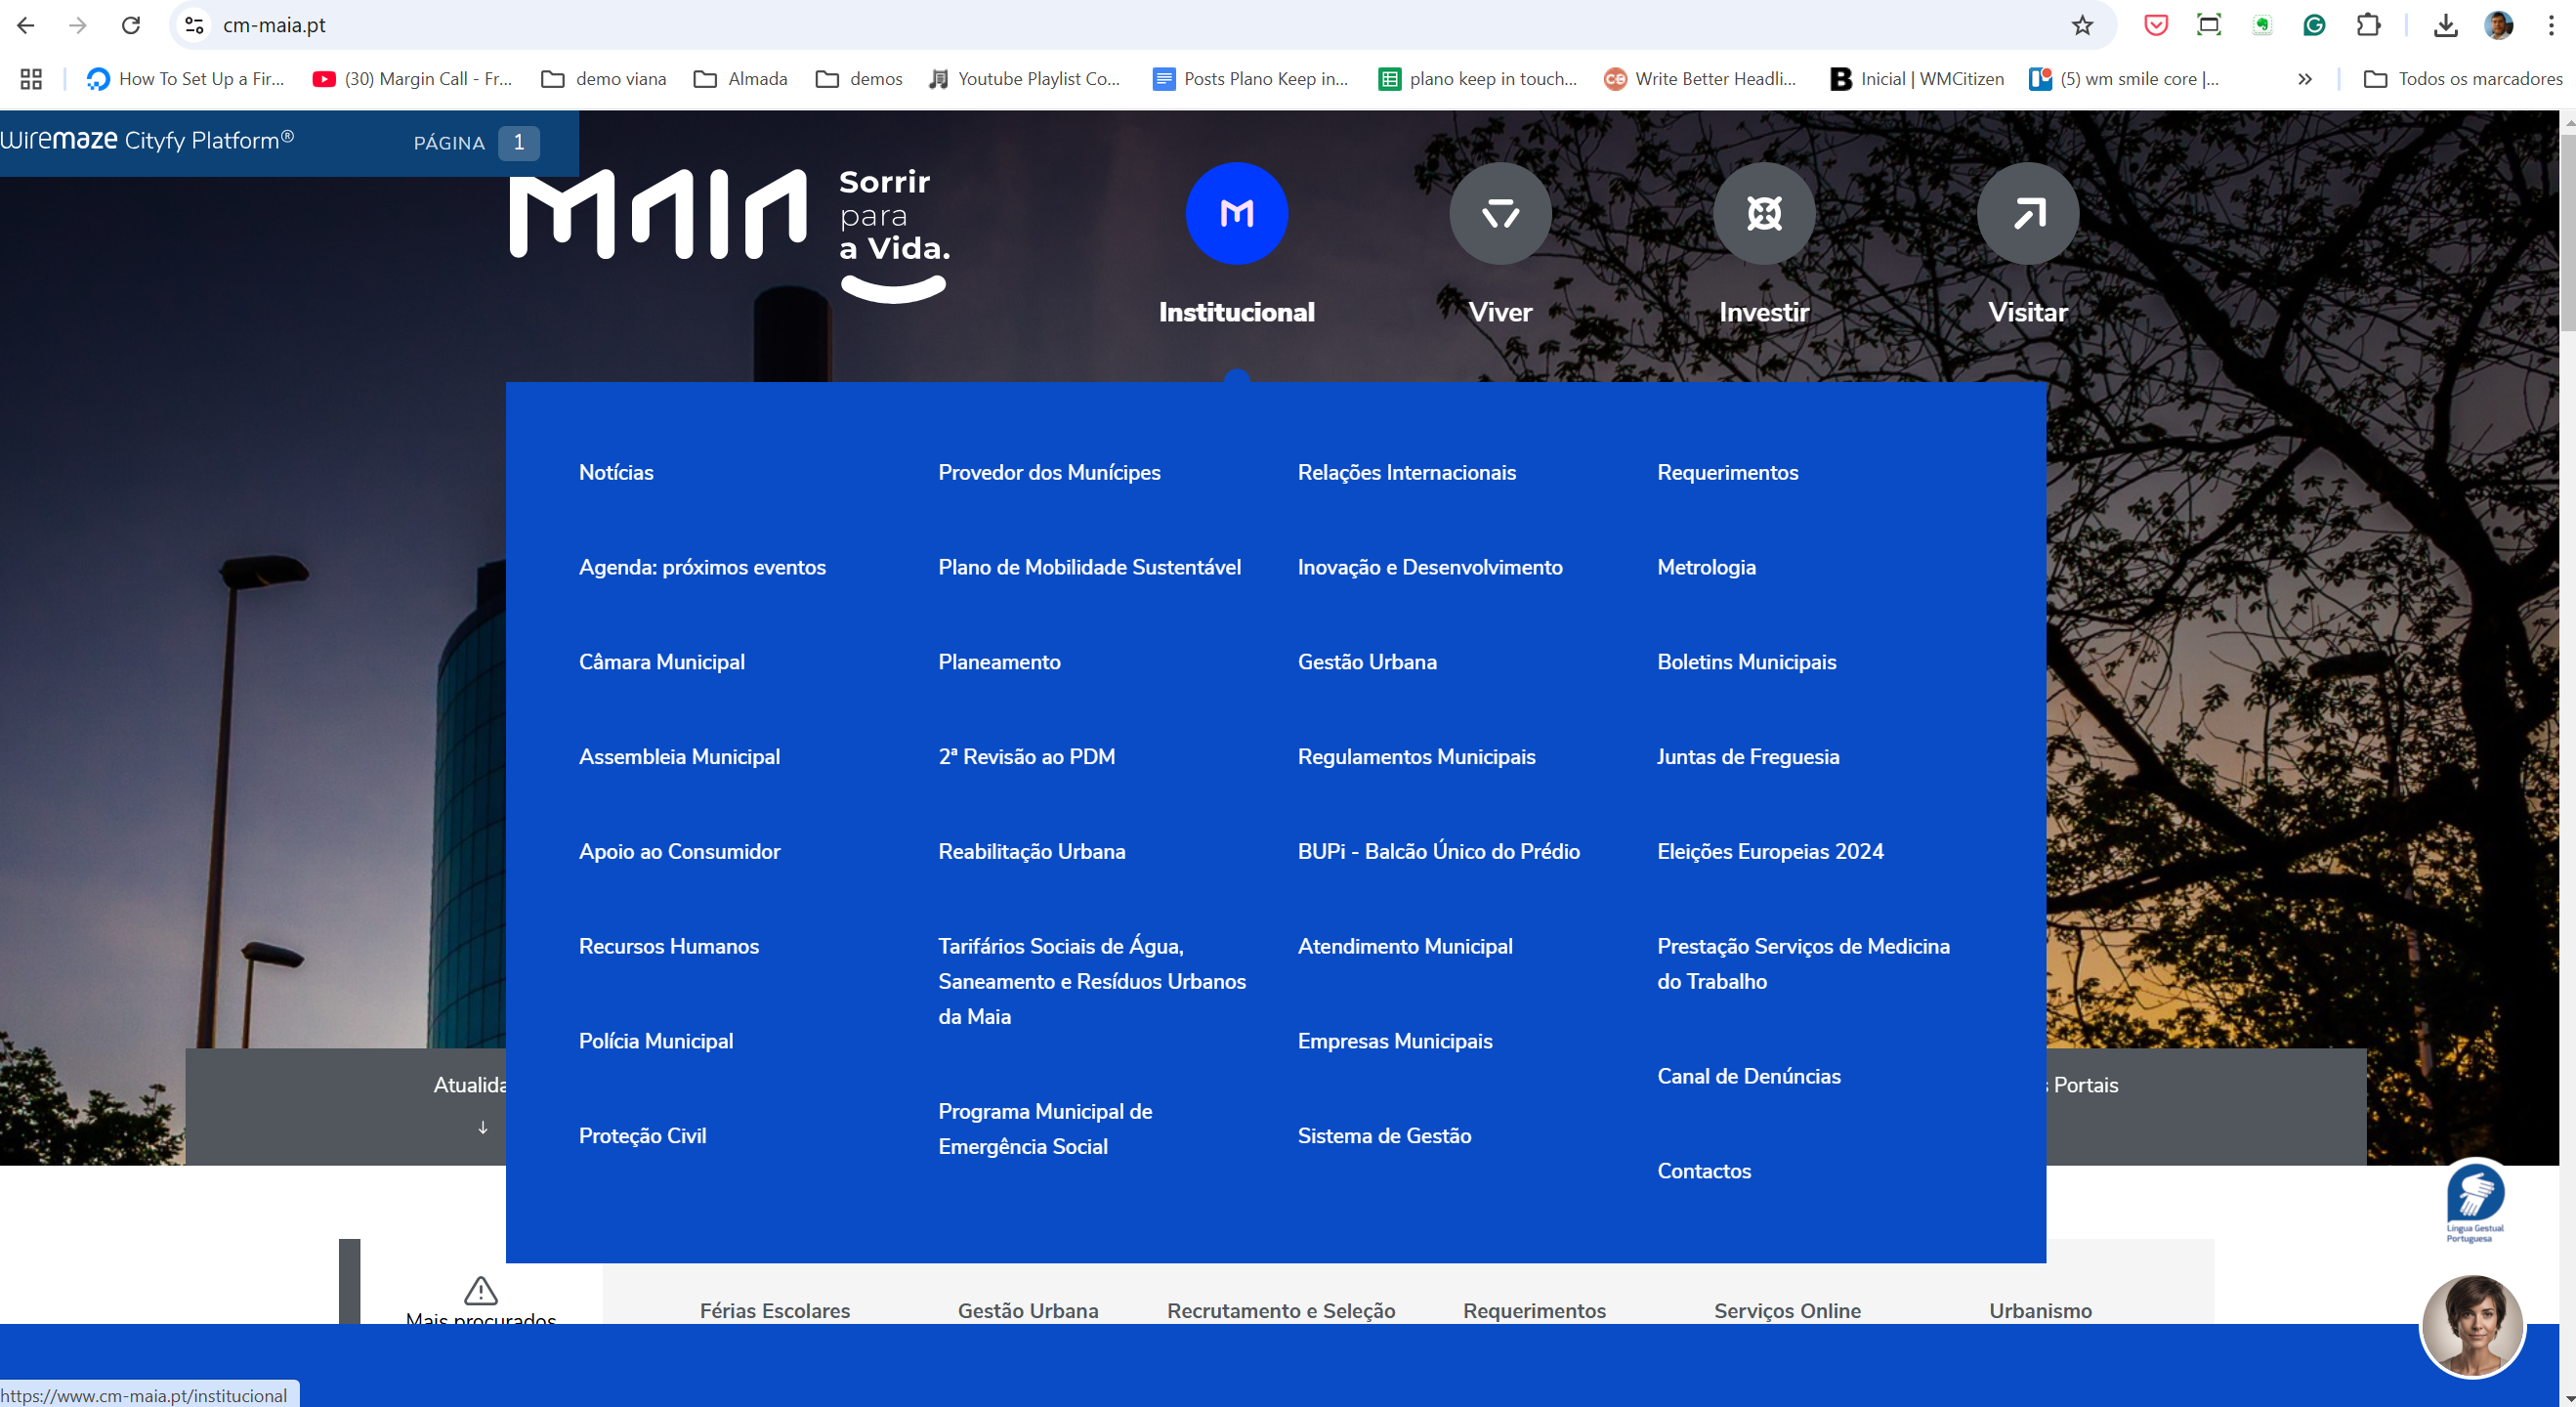 cm-maia.pt
How To Set Up a Fir...
(30) Margin Call - Fr...
demo viana
Almada
demos
Youtube Playlist Co...
Posts Plano Keep in...
plano keep in touch...
Write Better Headli...
Inicial | WMCitizen
(5) wm smile core |...
Todos os marcadores
wiremaze Cityfy Platform®
PÁGINA 1
MAIA
Sorrir
para
a Vida.
Institucional
Viver
Investir
Visitar
Notícias
Agenda: próximos eventos
Câmara Municipal
Assembleia Municipal
Apoio ao Consumidor
Recursos Humanos
Polícia Municipal
Proteção Civil
Provedor dos Munícipes
Plano de Mobilidade Sustentável
Planeamento
2ª Revisão ao PDM
Reabilitação Urbana
Tarifários Sociais de Água,
Saneamento e Resíduos Urbanos
da Maia
Programa Municipal de
Emergência Social
Relações Internacionais
Inovação e Desenvolvimento
Gestão Urbana
Regulamentos Municipais
BUPi - Balcão Único do Prédio
Atendimento Municipal
Empresas Municipais
Sistema de Gestão
Requerimentos
Metrologia
Boletins Municipais
Juntas de Freguesia
Eleições Europeias 2024
Prestação Serviços de Medicina
do Trabalho
Canal de Denúncias
Contactos
Atualida
s Portais
Língua Gestual
Portuguesa
Mais procurados
Férias Escolares
Gestão Urbana
Recrutamento e Seleção
Requerimentos
Serviços Online
Urbanismo
https://www.cm-maia.pt/institucional